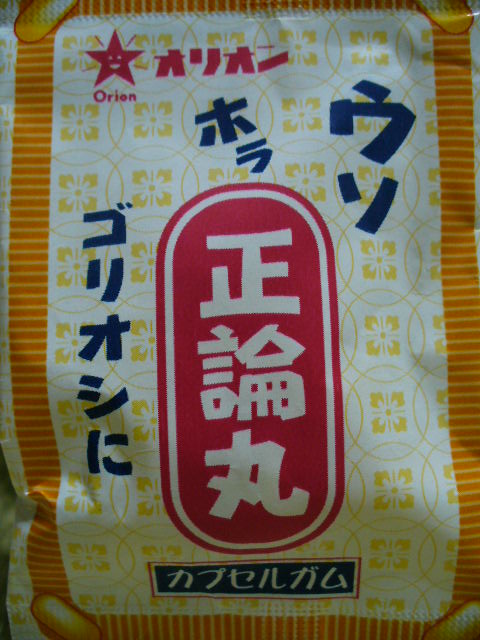 オリオン
Orion
ウソ
ホラ
ゴリオシに
正論丸
カプセルガム